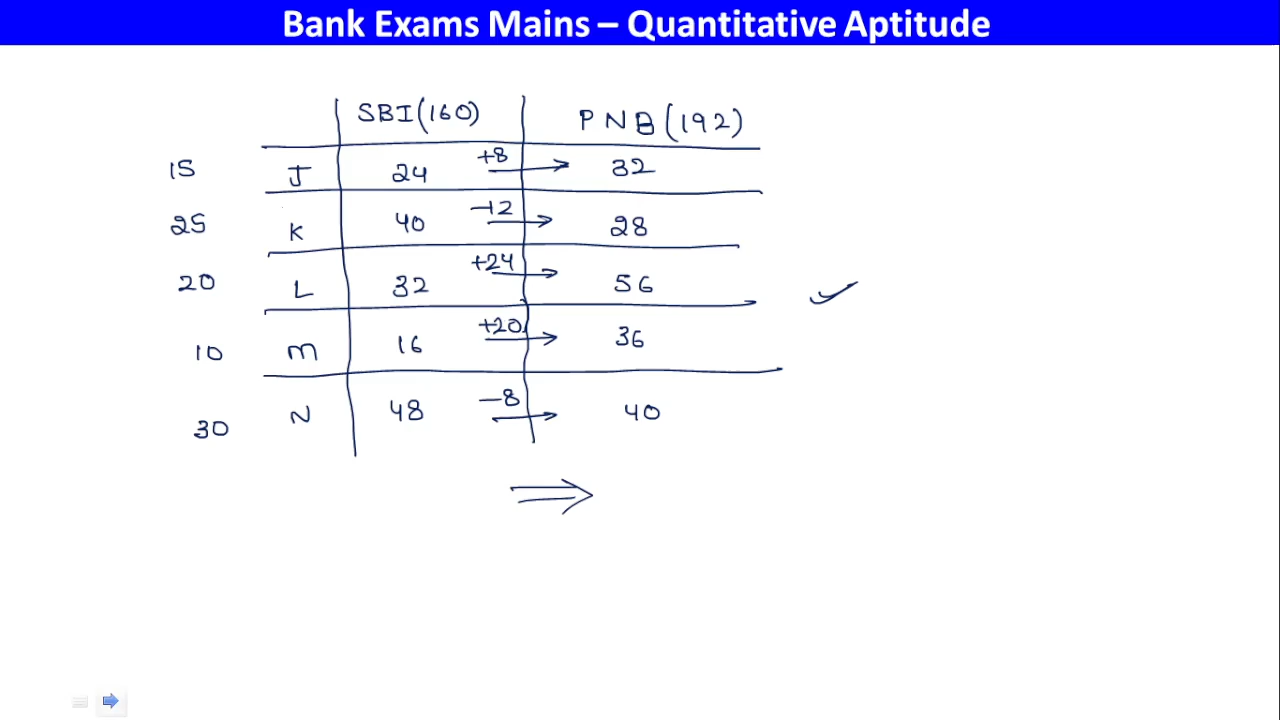 Bank Exams Mains – Quantitative Aptitude
SBI(160) PNB(192)
15 J 24 +8 32
25 K 40 -12 28
20 L 32 +24 56
10 m 16 +20 36
30 N 48 -8 40